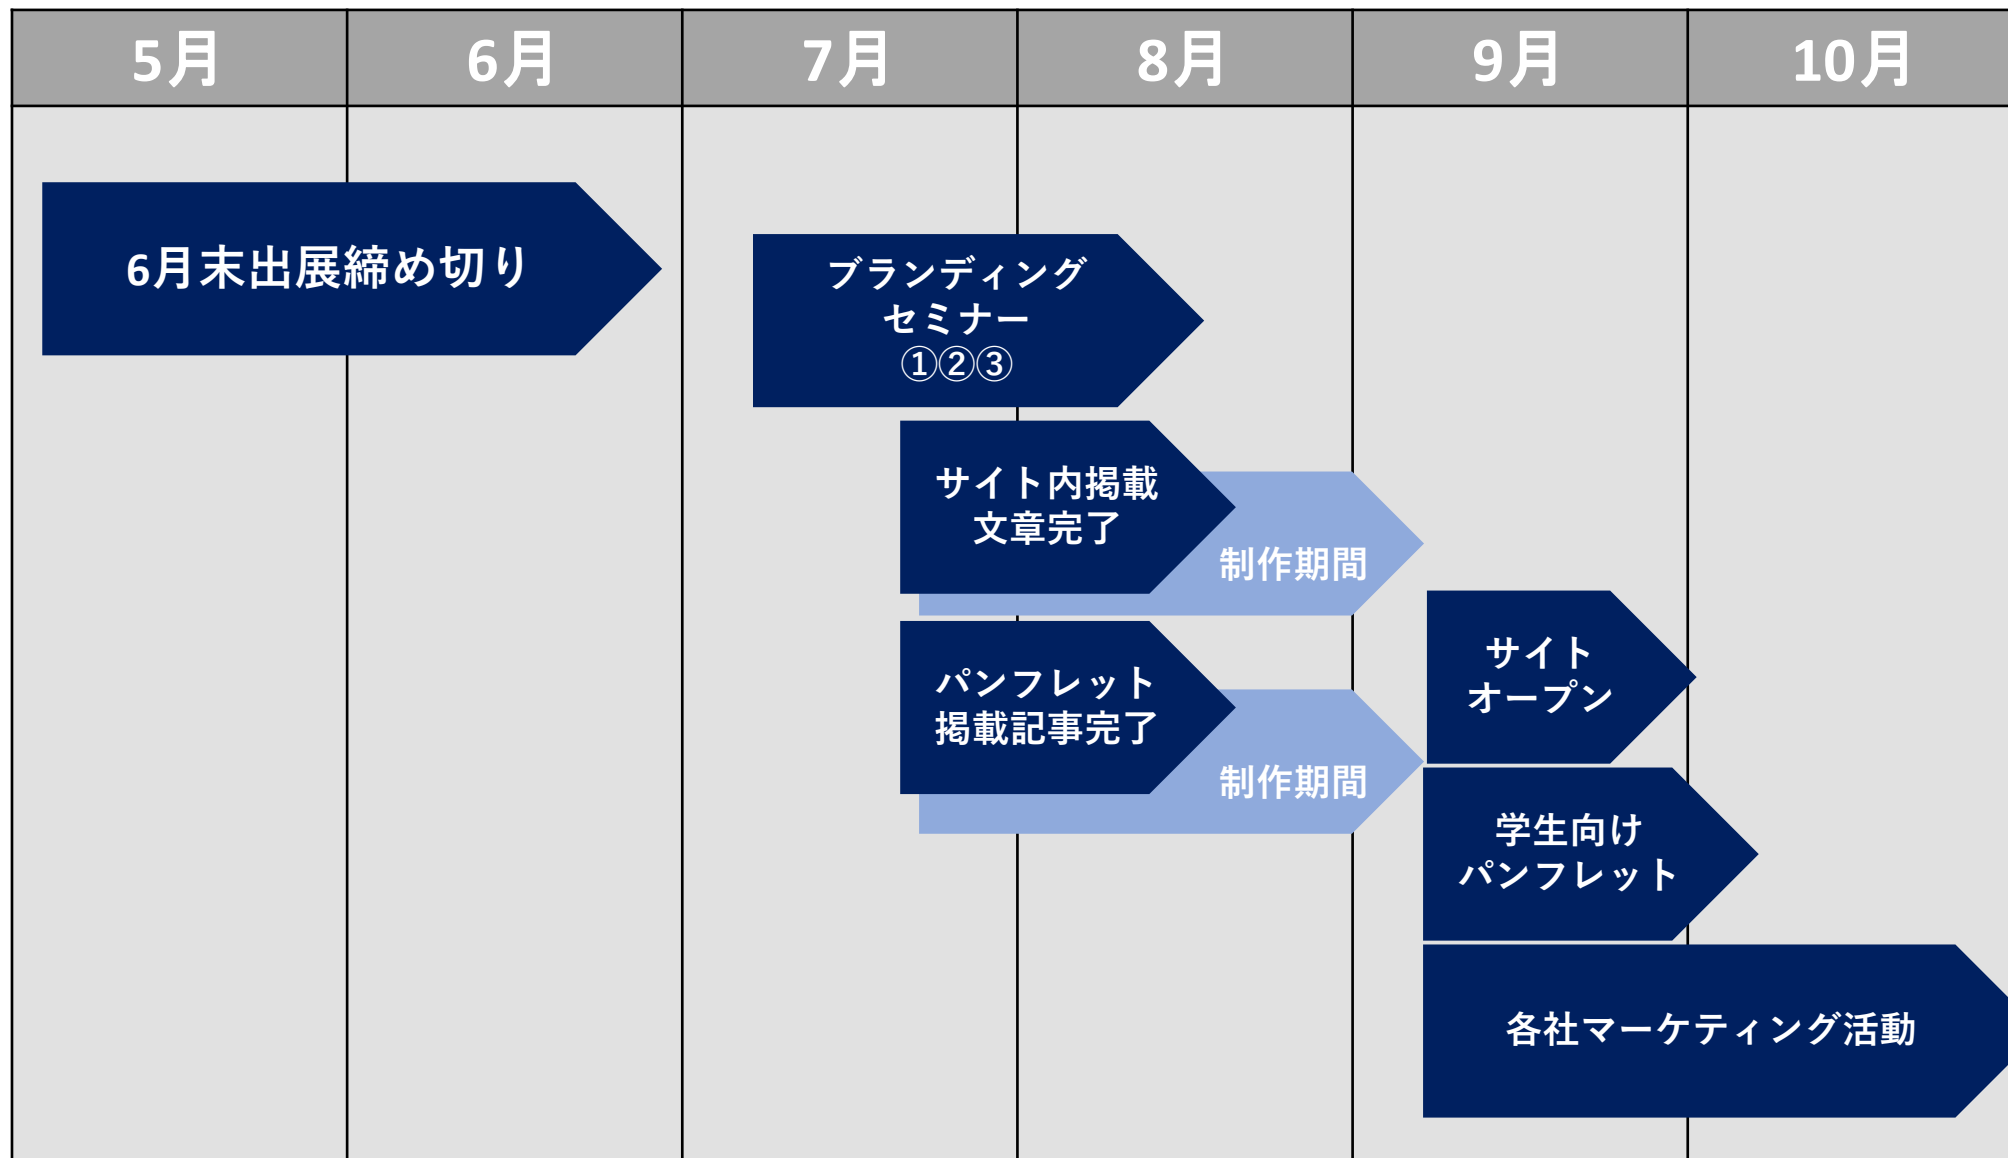 5月 6月 7月 8月 9月 10月
6月末出展締め切り
ブランディング
セミナー
①②③
サイト内掲載
文章完了
制作期間
パンフレット
掲載記事完了
制作期間
サイト
オープン
学生向け
パンフレット
各社マーケティング活動